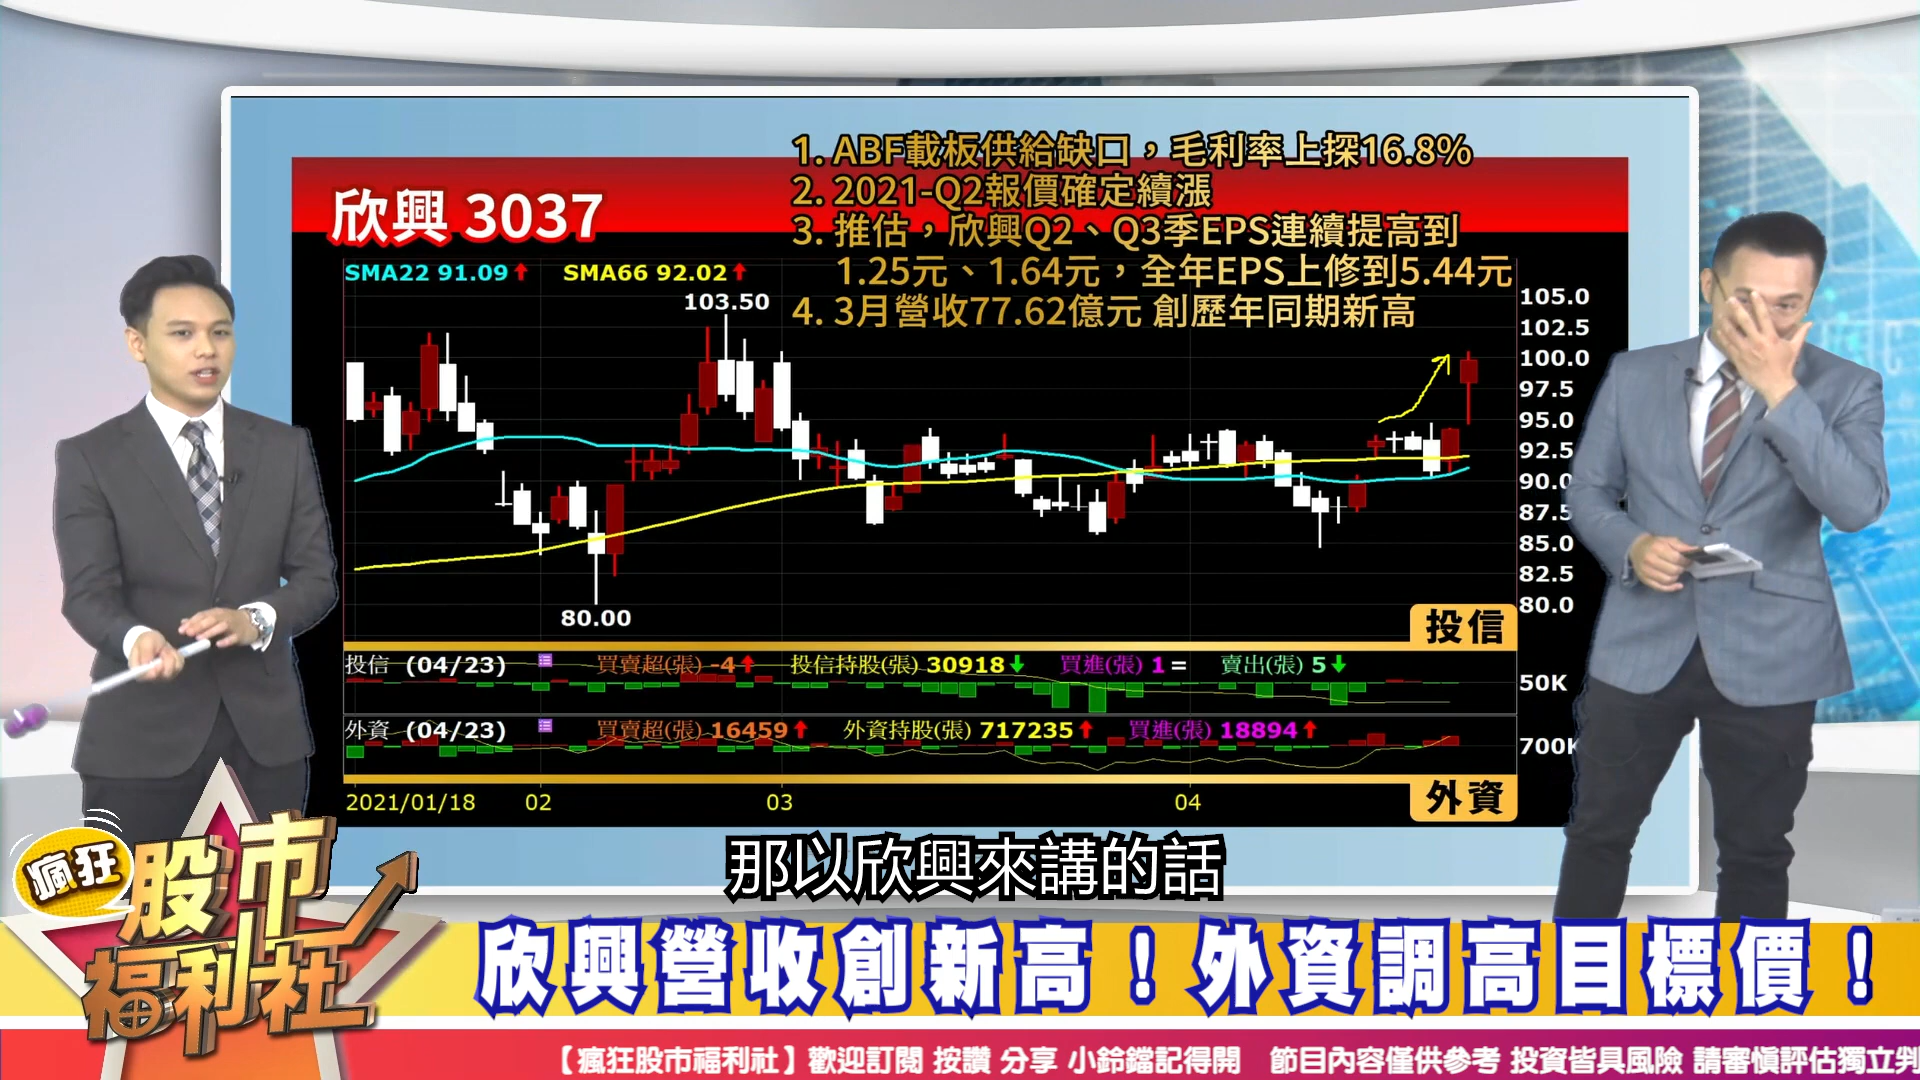 1. ABF載板供給缺口，毛利率上探16.8%
2. 2021-Q2報價確定續漲
3. 推估，欣興Q2、Q3季EPS連續提高到
1.25元、1.64元，全年EPS上修到5.44元
4. 3月營收77.62億元 創歷年同期新高
欣興 3037
SMA22 91.09 SMA66 92.02
103.50
80.00
105.0
102.5
100.0
97.5
95.0
92.5
90.0
87.5
85.0
82.5
80.0
投信
投信 (04/23) 買賣超(張) -4 投信持股(張) 30918 買進(張) 1 = 賣出(張) 5
50K
外資 (04/23) 買賣超(張) 16459 外資持股(張) 717235 買進(張) 18894
700K
外資
2021/01/18 02 03 04
那以欣興來講的話
瘋狂
股市
福利社
欣興營收創新高！外資調高目標價！
【瘋狂股市福利社】歡迎訂閱 按讚 分享 小鈴鐺記得開 節目內容僅供參考 投資皆具風險 請審慎評估獨立判